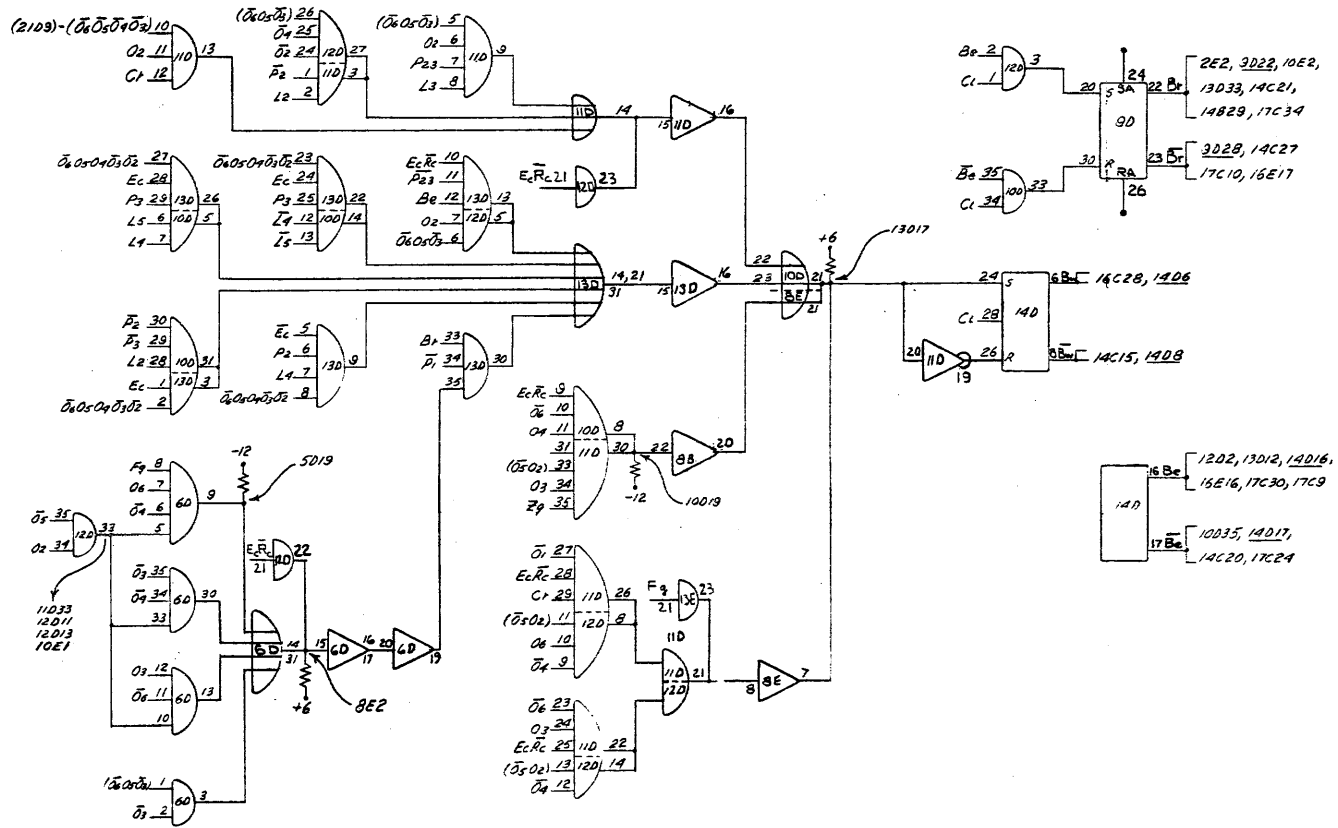 (21D9)-(Ō6Ō5Ō4Ō3) 10
O2 11
Cr 12
11D
13
(Ō6O5Ō3) 26
Ō4 25
Ō2 24
P̄2 1
L2 2
12D
11D
27
3
(Ō6O5Ō3) 5
O2 6
P23 7
L3 8
11D
9
11D
14
15
11D
16
EcR̄c 21
12D
23
Be 2
Cl 1
12D
3
B̄e 35
Cl 34
10D
33
24
20 S SA 22 Br
9D
30 R RA 23 B̄r
26
2E2, 3D22, 10E2,
13D33, 14C21,
14B29, 17C34
3D28, 14C27
17C10, 16E17
Ō6O5O4Ō3Ō2 27
Ec 28
P3 29
L5 6
L4 7
13D
10D
26
5
Ō6O5O4Ō3Ō2 23
Ec 24
P3 25
L̄4 12
L̄5 13
13D
10D
22
14
EcR̄c 10
P̄23 11
Be 12
O2 7
Ō6O5Ō3 6
13D
12D
13
5
13D
14,21
31
15
13D
16
22
23
10D
8E
21
21
+6
13D17
24 S
Cl 28
14D
R
6 Bw
8 B̄w
16C28, 14D6
14C15, 14D8
20
11D
19
26
P̄2 30
P̄3 29
L2 28
Ec 1
Ō6O5O4Ō3Ō2 2
10D
13D
31
3
Ēc 5
P2 6
L4 7
Ō6O5O4Ō3Ō2 8
13D
9
Br 33
P̄1 34
35
13D
30
EcR̄c 9
Ō6 10
O4 11
31
(Ō5O2) 33
O3 34
Z̄g 35
10D
11D
8
30
22
8B
20
-12
10D19
14D
16 Be
17 B̄e
12D2, 13D12, 14D16,
15E16, 17C30, 17C9
10D35, 14D17,
14C20, 17C24
-12
5D19
Fg 8
O6 7
Ō4 6
5
6D
9
Ō5 35
O2 34
12D
33
11D33
12D11
12D13
10E1
Ō3 35
Ō4 34
33
6D
30
EcR̄c
21
12D
22
O3 12
Ō6 11
10
6D
13
6D
14
31
15
6D
16
17
20
6D
19
+6
8E2
(Ō6O5Ō2) 1
Ō3 2
6D
3
Ō1 27
EcR̄c 28
Cr 29
(Ō5O2) 11
O6 10
Ō4 9
11D
12D
26
8
Fg
21
13E
23
11D
11D
12D
21
8
8E
7
Ō6 23
O3 24
EcR̄c 25
(Ō5O2) 13
Ō4 12
11D
12D
22
14